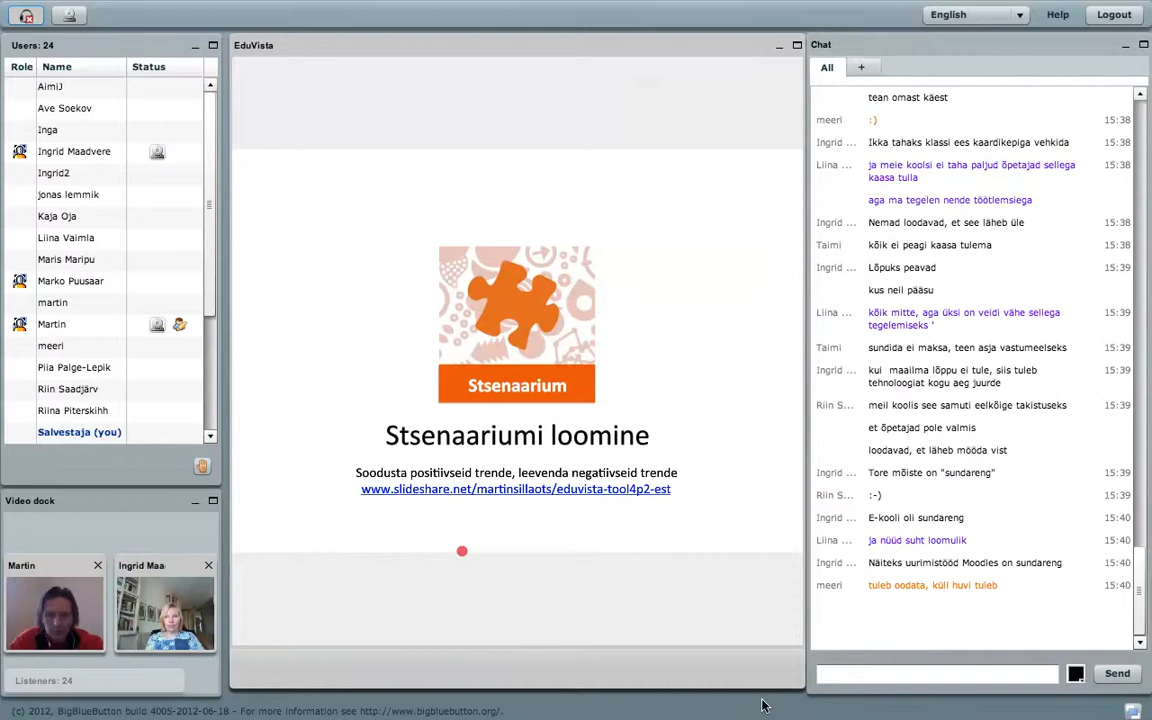 English
Help
Logout
Users: 24
Role Name Status
AimiJ
Ave Soekov
Inga
Ingrid Maadvere
Ingrid2
jonas lemmik
Kaja Oja
Liina Vaimla
Maris Maripu
Marko Puusaar
martin
Martin
meeri
Piia Palge-Lepik
Riin Saadjärv
Riina Piterskihh
Salvestaja (you)
Video dock
Martin
Ingrid Maa
Listeners: 24
EduVista
Stsenaarium
Stsenaariumi loomine
Soodusta positiivseid trende, leevenda negatiivseid trende
www.slideshare.net/martinsillaots/eduvista-tool4p2-est
Chat
All +
tean omast käest
meeri :) 15:38
Ingrid ... Ikka tahaks klassi ees kaardikepiga vehkida 15:38
Liina ... ja meie koolsi ei taha paljud õpetajad sellega 15:38
kaasa tulla
aga ma tegelen nende töötlemsiega
Ingrid ... Nemad loodavad, et see läheb üle 15:38
Taimi kõik ei peagi kaasa tulema 15:38
Ingrid ... Lõpuks peavad 15:39
kus neil pääsu
Liina ... kõik mitte, aga üksi on veidi vähe sellega 15:39
tegelemiseks '
Taimi sundida ei maksa, teen asja vastumeelseks 15:39
Ingrid ... kui maailma lõppu ei tule, siis tuleb 15:39
tehnoloogiat kogu aeg juurde
Riin S... meil koolis see samuti eelkõige takistuseks 15:39
et õpetajad pole valmis
loodavad, et läheb mööda vist
Ingrid ... Tore mõiste on "sundareng" 15:39
Riin S... :-) 15:39
Ingrid ... E-kooli oli sundareng 15:40
Liina ... ja nüüd suht loomulik 15:40
Ingrid ... Näiteks uurimistööd Moodles on sundareng 15:40
meeri tuleb oodata, küll huvi tuleb 15:40
Send
(c) 2012, BigBlueButton build 4005-2012-06-18 - For more information see http://www.bigbluebutton.org/.